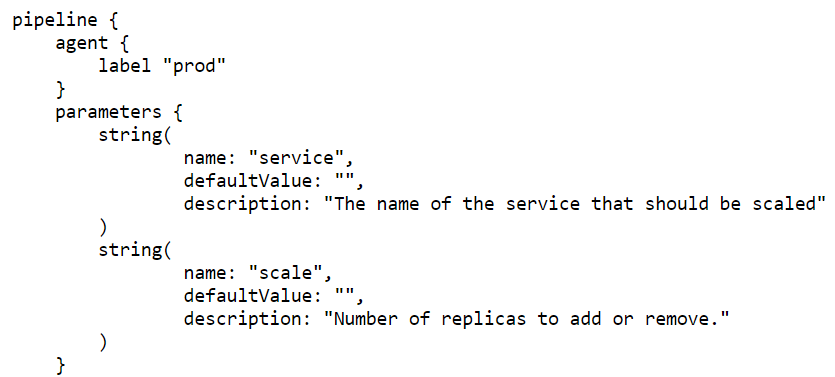 pipeline {
    agent {
        label "prod"
    }
    parameters {
        string(
                name: "service",
                defaultValue: "",
                description: "The name of the service that should be scaled"
        )
        string(
                name: "scale",
                defaultValue: "",
                description: "Number of replicas to add or remove."
        )
    }